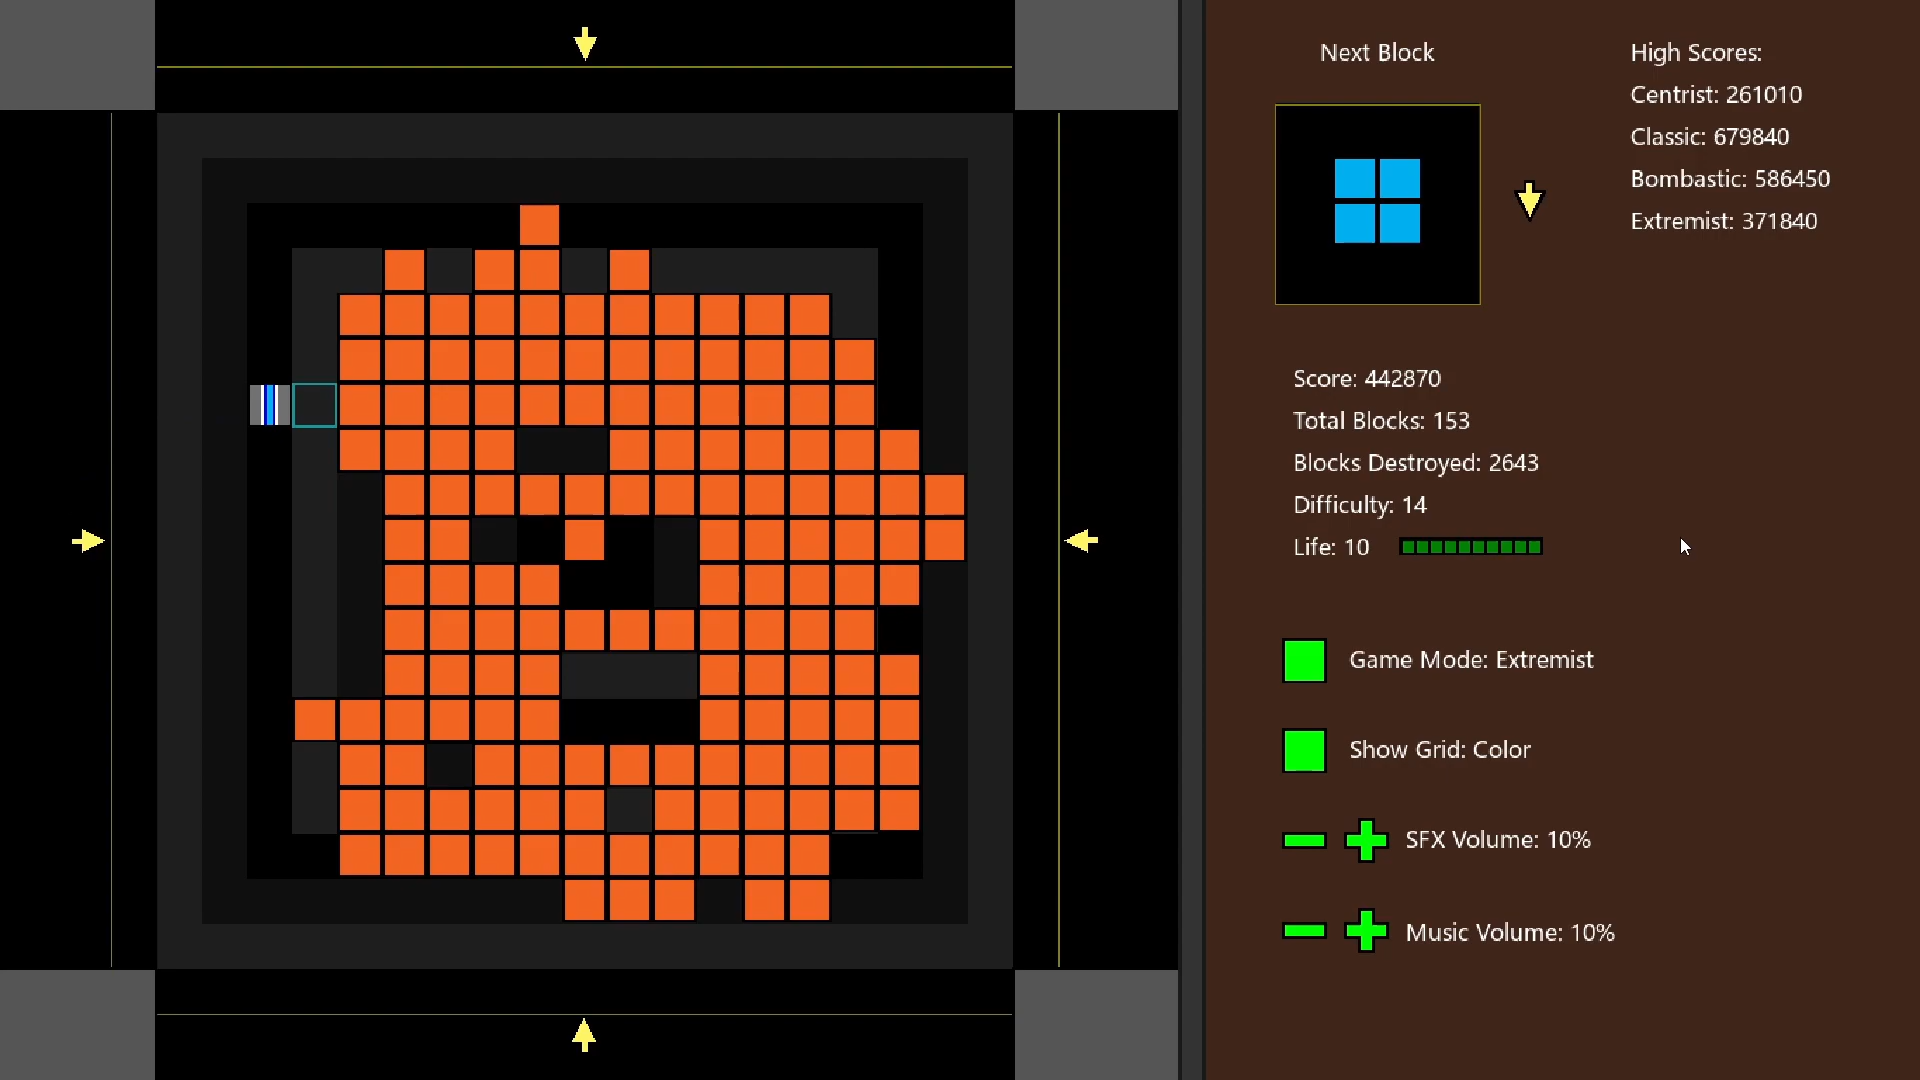 Next Block
High Scores:
Centrist: 261010
Classic: 679840
Bombastic: 586450
Extremist: 371840
Score: 442870
Total Blocks: 153
Blocks Destroyed: 2643
Difficulty: 14
Life: 10
Game Mode: Extremist
Show Grid: Color
SFX Volume: 10%
Music Volume: 10%